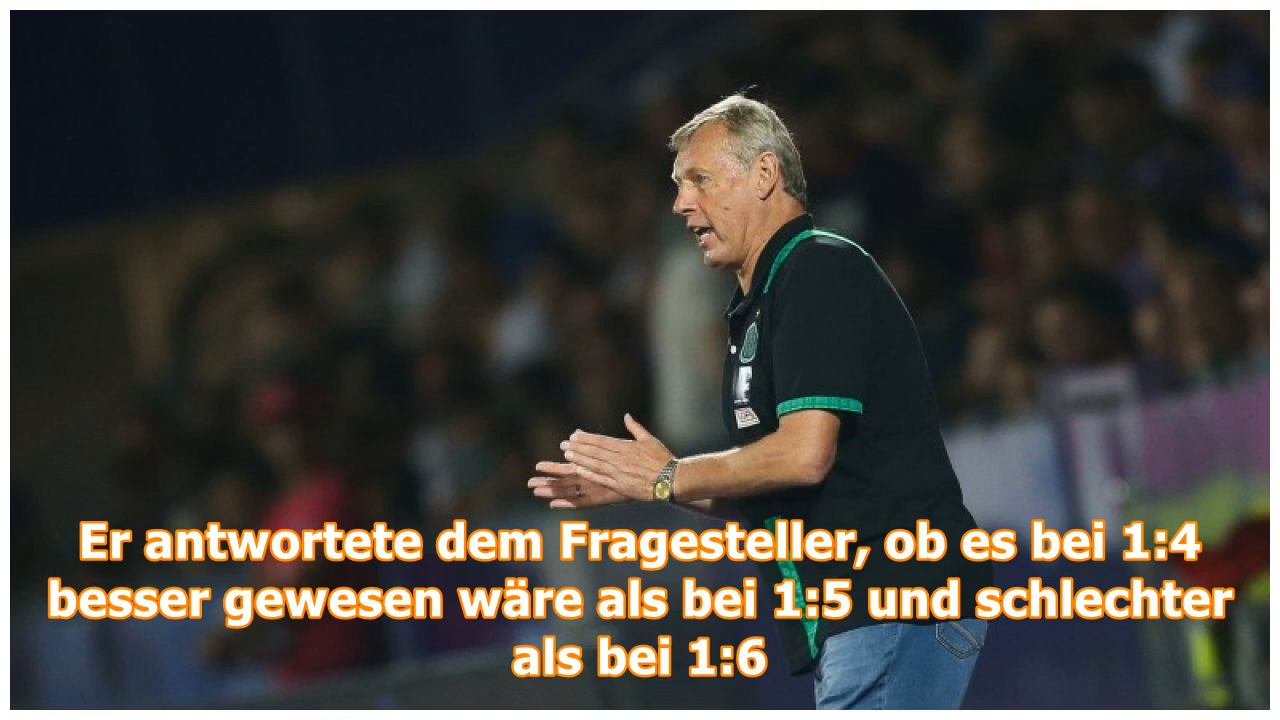 Er antwortete dem Fragesteller, ob es bei 1:4
besser gewesen wäre als bei 1:5 und schlechter
als bei 1:6